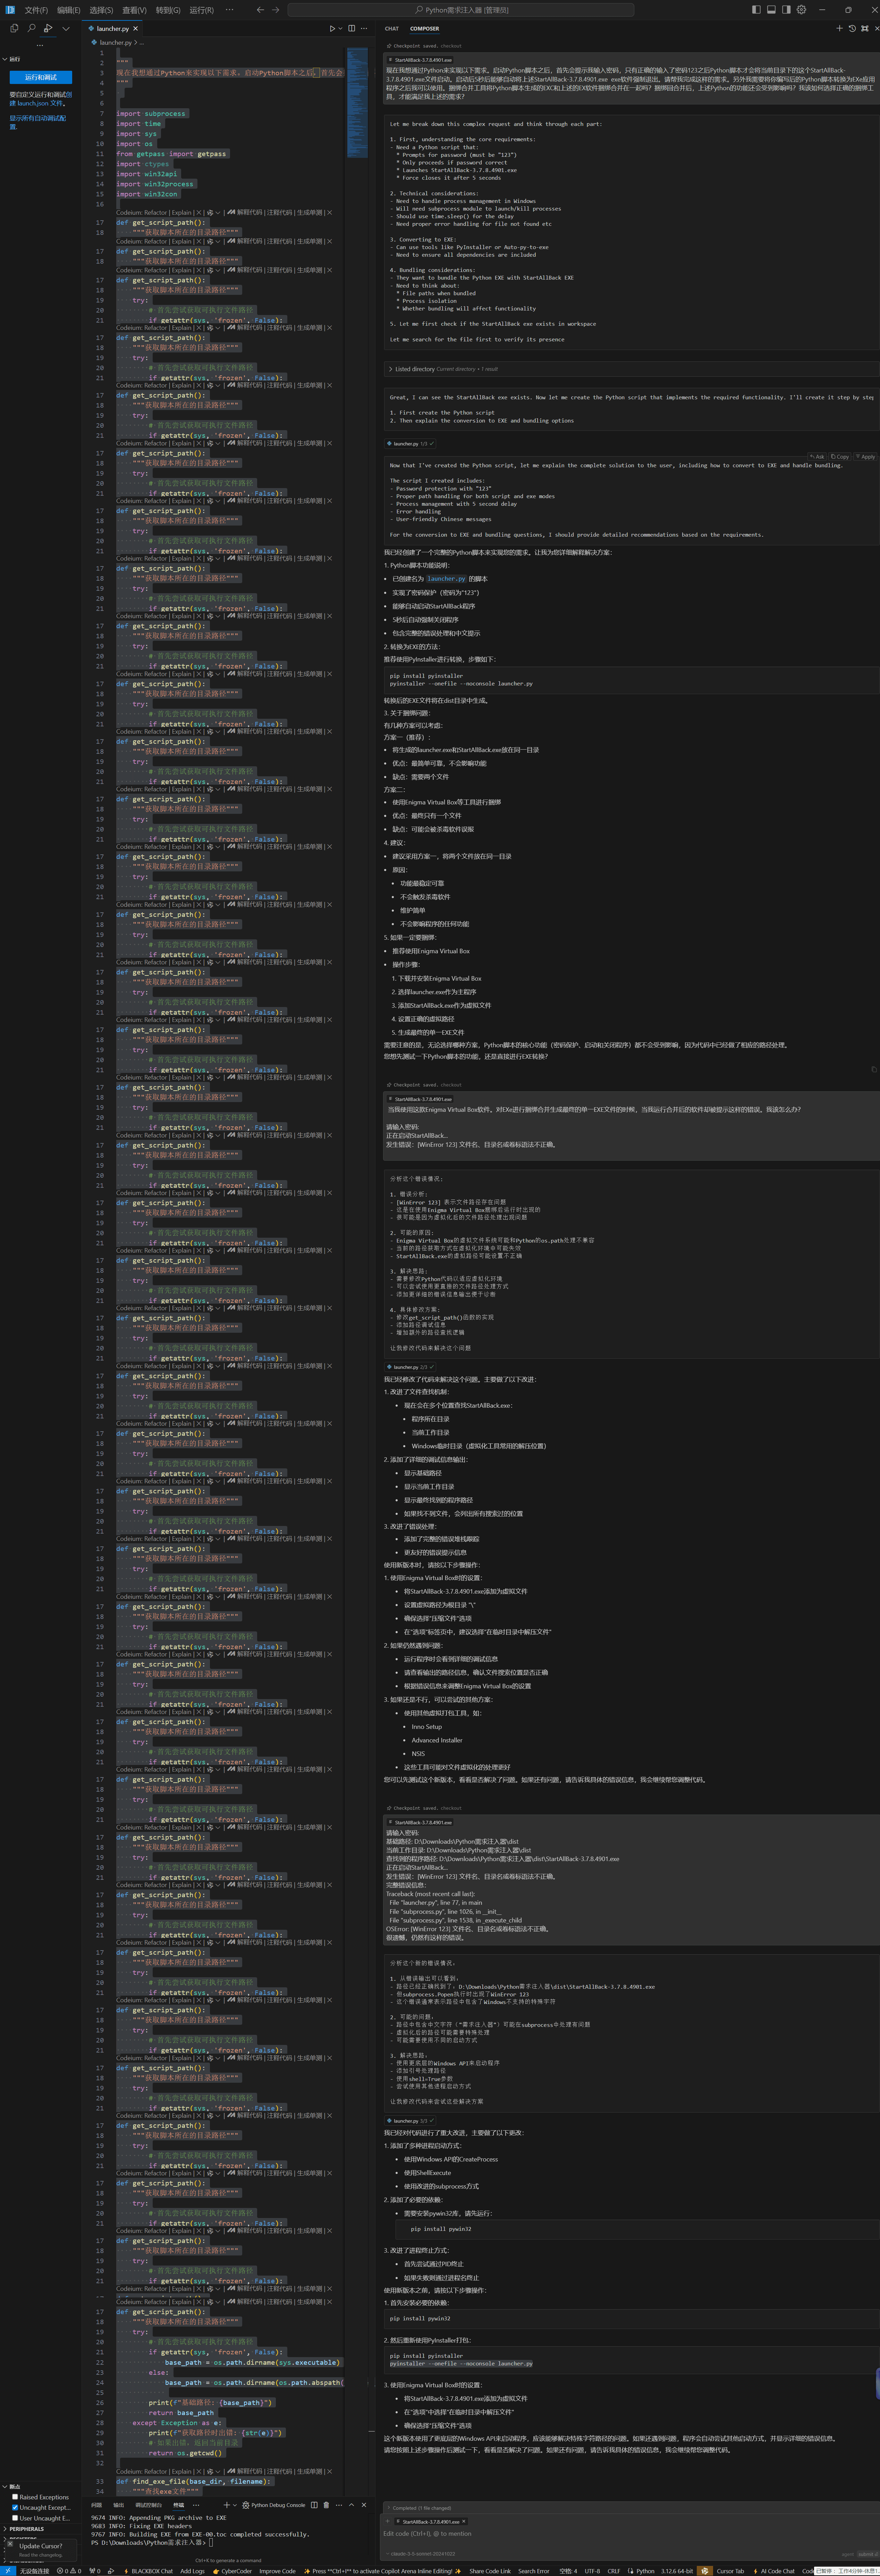 文件(F) 编辑(E) 选择(S) 查看(V) 转到(G) 运行(R) ···
Python需求注入器 [管理员]
运行
运行和调试
要自定义运行和调试创建 launch.json 文件。
显示所有自动调试配置.
断点
Raised Exceptions
Uncaught Except...
User Uncaught E...
PERIPHERALS
Update Cursor?
Read the changelog.
launcher.py
launcher.py > ...
1
2 """
3 现在我想通过Python来实现以下需求。启动Python脚本之后，首先会
4 """
5
6
7 import subprocess
8 import time
9 import sys
10 import os
11 from getpass import getpass
12 import ctypes
13 import win32api
14 import win32process
15 import win32con
16
Codeium: Refactor | Explain | 解释代码 | 注释代码 | 生成单测 | ×
17 def get_script_path():
18 """获取脚本所在的目录路径"""
19 try:
20 # 首先尝试获取可执行文件路径
21 if getattr(sys, 'frozen', False):
22 base_path = os.path.dirname(sys.executable)
23 else:
24 base_path = os.path.dirname(os.path.abspath(
25
26 print(f"基础路径: {base_path}")
27 return base_path
28 except Exception as e:
29 print(f"获取路径时出错: {str(e)}")
30 # 如果出错，返回当前目录
31 return os.getcwd()
32
Codeium: Refactor | Explain | 解释代码 | 注释代码 | 生成单测 | ×
33 def find_exe_file(base_dir, filename):
34 """查找exe文件"""
问题 输出 调试控制台 终端 ···
Python Debug Console
9674 INFO: Appending PKG archive to EXE
9683 INFO: Fixing EXE headers
9767 INFO: Building EXE from EXE-00.toc completed successfully.
PS D:\Downloads\Python需求注入器>
Ctrl+K to generate a command
CHAT COMPOSER
Checkpoint saved. checkout
StartAllBack-3.7.8.4901.exe
现在我想通过Python来实现以下需求。启动Python脚本之后，首先会提示我输入密码，只有正确的输入了密码123之后Python脚本才会将当前目录下的这个StartAllBack-
3.7.8.4901.exe文件启动。启动后5秒后能够自动将上述StartAllBack-3.7.8.4901.exe exe软件强制退出。请帮我完成这样的需求。另外我需要将你编写后还的Python脚本转换为EXe应用
程序之后我可以使用。捆绑合并工具将Python脚本生成的EXC和上述的EX软件捆绑合并在一起吗？捆绑回合并后，上述Python的功能还会受到影响吗？我该如何选择正确的捆绑工
具，才能满足我上述的需求？
Let me break down this complex request and think through each part:
1. First, understanding the core requirements:
- Need a Python script that:
* Prompts for password (must be "123")
* Only proceeds if password correct
* Launches StartAllBack-3.7.8.4901.exe
* Force closes it after 5 seconds
2. Technical considerations:
- Need to handle process management in Windows
- Will need subprocess module to launch/kill processes
- Should use time.sleep() for the delay
- Need proper error handling for file not found etc
3. Converting to EXE:
- Can use tools like PyInstaller or Auto-py-to-exe
- Need to ensure all dependencies are included
4. Bundling considerations:
- They want to bundle the Python EXE with StartAllBack EXE
- Need to think about:
* File paths when bundled
* Process isolation
* Whether bundling will affect functionality
5. Let me first check if the StartAllBack exe exists in workspace
Let me search for the file first to verify its presence
Listed directory Current directory • 1 result
Great, I can see the StartAllBack exe exists. Now let me create the Python script that implements the required functionality. I'll create it step by step
1. First create the Python script
2. Then explain the conversion to EXE and bundling options
launcher.py 1/3 ✓
Ask Copy Apply
Now that I've created the Python script, let me explain the complete solution to the user, including how to convert to EXE and handle bundling.
The script I created includes:
- Password protection with "123"
- Proper path handling for both script and exe modes
- Process management with 5 second delay
- Error handling
- User-friendly Chinese messages
For the conversion to EXE and bundling questions, I should provide detailed recommendations based on the requirements.
我已经创建了一个完整的Python脚本来实现您的需求。让我为您详细解释解决方案：
1. Python脚本功能说明：
• 已创建名为 launcher.py 的脚本
• 实现了密码保护（密码为"123"）
• 能够自动启动StartAllBack程序
• 5秒后自动强制关闭程序
• 包含完整的错误处理和中文提示
2. 转换为EXE的方法：
推荐使用PyInstaller进行转换，步骤如下：
pip install pyinstaller
pyinstaller --onefile --noconsole launcher.py
转换后的EXE文件将在dist目录中生成。
3. 关于捆绑问题：
有几种方案可以考虑：
方案一（推荐）：
• 将生成的launcher.exe和StartAllBack.exe放在同一目录
• 优点：最简单可靠，不会影响功能
• 缺点：需要两个文件
方案二：
• 使用Enigma Virtual Box等工具进行捆绑
• 优点：最终只有一个文件
• 缺点：可能会被杀毒软件误报
4. 建议：
• 建议采用方案一，将两个文件放在同一目录
• 原因：
• 功能最稳定可靠
• 不会触发杀毒软件
• 维护简单
• 不会影响程序的任何功能
5. 如果一定要捆绑：
• 推荐使用Enigma Virtual Box
• 操作步骤：
1. 下载并安装Enigma Virtual Box
2. 选择launcher.exe作为主程序
3. 添加StartAllBack.exe作为虚拟文件
4. 设置正确的虚拟路径
5. 生成最终的单一EXE文件
需要注意的是，无论选择哪种方案，Python脚本的核心功能（密码保护、启动和关闭程序）都不会受到影响，因为代码中已经做了相应的路径处理。
您想先测试一下Python脚本的功能，还是直接进行EXE转换？
Checkpoint saved. checkout
StartAllBack-3.7.8.4901.exe
当我使用这款Enigma Virtual Box软件，对EXe进行捆绑合并生成最终的单一EXE文件的时候，当我运行合并后的软件却被提示这样的错误，我该怎么办？
请输入密码:
正在启动StartAllBack...
发生错误：[WinError 123] 文件名、目录名或卷标语法不正确。
分析这个错误情况：
1. 错误分析：
- [WinError 123] 表示文件路径存在问题
- 这是在使用Enigma Virtual Box捆绑后运行时出现的
- 很可能是因为虚拟化后的文件路径处理出现问题
2. 可能的原因：
- Enigma Virtual Box的虚拟文件系统可能和Python的os.path处理不兼容
- 当前的路径获取方式在虚拟化环境中可能失效
- StartAllBack.exe的虚拟路径可能设置不正确
3. 解决思路：
- 需要修改Python代码以适应虚拟化环境
- 可以尝试使用更直接的文件路径处理方式
- 添加更详细的错误信息输出便于诊断
4. 具体修改方案：
- 修改get_script_path()函数的实现
- 添加路径调试信息
- 增加额外的路径查找逻辑
让我修改代码来解决这个问题
launcher.py 2/3 ✓
我已经修改了代码来解决这个问题。主要做了以下改进：
1. 改进了文件查找机制：
• 现在会在多个位置查找StartAllBack.exe：
• 程序所在目录
• 当前工作目录
• Windows临时目录（虚拟化工具常用的解压位置）
2. 添加了详细的调试信息输出：
• 显示基础路径
• 显示当前工作目录
• 显示最终找到的程序路径
• 如果找不到文件，会列出所有搜索过的位置
3. 改进了错误处理：
• 添加了完整的错误堆栈跟踪
• 更友好的错误提示信息
使用新版本时，请按以下步骤操作：
1. 使用Enigma Virtual Box时的设置：
• 将StartAllBack-3.7.8.4901.exe添加为虚拟文件
• 设置虚拟路径为根目录 "\"
• 确保选择"压缩文件"选项
• 在"选项"标签页中，建议选择"在临时目录中解压文件"
2. 如果仍然遇到问题：
• 运行程序时会看到详细的调试信息
• 请查看输出的路径信息，确认文件搜索位置是否正确
• 根据错误信息来调整Enigma Virtual Box的设置
3. 如果还是不行，可以尝试的其他方案：
• 使用其他虚拟打包工具，如：
• Inno Setup
• Advanced Installer
• NSIS
• 这些工具可能对文件虚拟化的处理更好
您可以先测试这个新版本，看看是否解决了问题。如果还有问题，请告诉我具体的错误信息，我会继续帮您调整代码。
Checkpoint saved. checkout
StartAllBack-3.7.8.4901.exe
请输入密码:
基础路径: D:\Downloads\Python需求注入器\dist
当前工作目录: D:\Downloads\Python需求注入器\dist
查找到的程序路径: D:\Downloads\Python需求注入器\dist\StartAllBack-3.7.8.4901.exe
正在启动StartAllBack...
发生错误：[WinError 123] 文件名、目录名或卷标语法不正确。
完整错误信息:
Traceback (most recent call last):
File "launcher.py", line 77, in main
File "subprocess.py", line 1026, in __init__
File "subprocess.py", line 1538, in _execute_child
OSError: [WinError 123] 文件名、目录名或卷标语法不正确。
很遗憾，仍然有这样的错误。
分析这个新的错误情况，
1. 从错误输出可以看到：
- 路径已经正确找到了，D:\Downloads\Python需求注入器\dist\StartAllBack-3.7.8.4901.exe
- 但subprocess.Popen执行时出现了WinError 123
- 这个错误通常表示路径中包含了Windows不支持的特殊字符
2. 可能的问题：
- 路径中包含中文字符（"需求注入器"）可能在subprocess中处理有问题
- 虚拟化后的路径可能需要特殊处理
- 可能需要使用不同的启动方式
3. 解决思路：
- 使用更底层的Windows API来启动程序
- 添加引号处理路径
- 使用shell=True参数
- 尝试使用其他进程启动方式
让我修改代码来尝试这些解决方案
launcher.py 3/3 ✓
我已经对代码进行了重大改进，主要做了以下更改：
1. 添加了多种进程启动方式：
• 使用Windows API的CreateProcess
• 使用ShellExecute
• 使用改进的subprocess方式
2. 添加了必要的依赖：
• 需要安装pywin32库，请先运行：
pip install pywin32
3. 改进了进程终止方式：
• 首先尝试通过PID终止
• 如果失败则通过进程名终止
使用新版本之前，请按以下步骤操作：
1. 首先安装必要的依赖：
pip install pywin32
2. 然后重新使用PyInstaller打包：
pip install pyinstaller
pyinstaller --onefile --noconsole launcher.py
3. 使用Enigma Virtual Box时的设置：
• 将StartAllBack-3.7.8.4901.exe添加为虚拟文件
• 在"选项"中选择"在临时目录中解压文件"
• 确保选择"压缩文件"选项
这个新版本使用了更底层的Windows API来启动程序，应该能够解决特殊字符路径的问题。如果还遇到问题，程序会自动尝试其他启动方式，并显示详细的错误信息。
请您按照上述步骤操作后测试一下，看看是否解决了问题。如果还有问题，请告诉我具体的错误信息，我会继续帮您调整。
Completed (1 file changed)
StartAllBack-3.7.8.4901.exe
Edit code (Ctrl+I), @ to mention
claude-3-5-sonnet-20241022
agent submit
无设备连接 BLACKBOX Chat Add Logs CyberCoder Improve Code Press **Ctrl+I** to activate Copilot Arena Inline Editing! Share Code Link Search Error 空格: 4 UTF-8 CRLF Python 3.12.6 64-bit Cursor Tab AI Code Chat